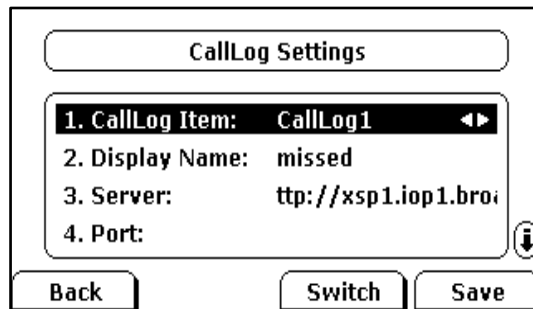 CallLog Settings
1. CallLog Item: CallLog1
2. Display Name: missed
3. Server: ttp://xsp1.iop1.broa
4. Port:
Back Switch Save